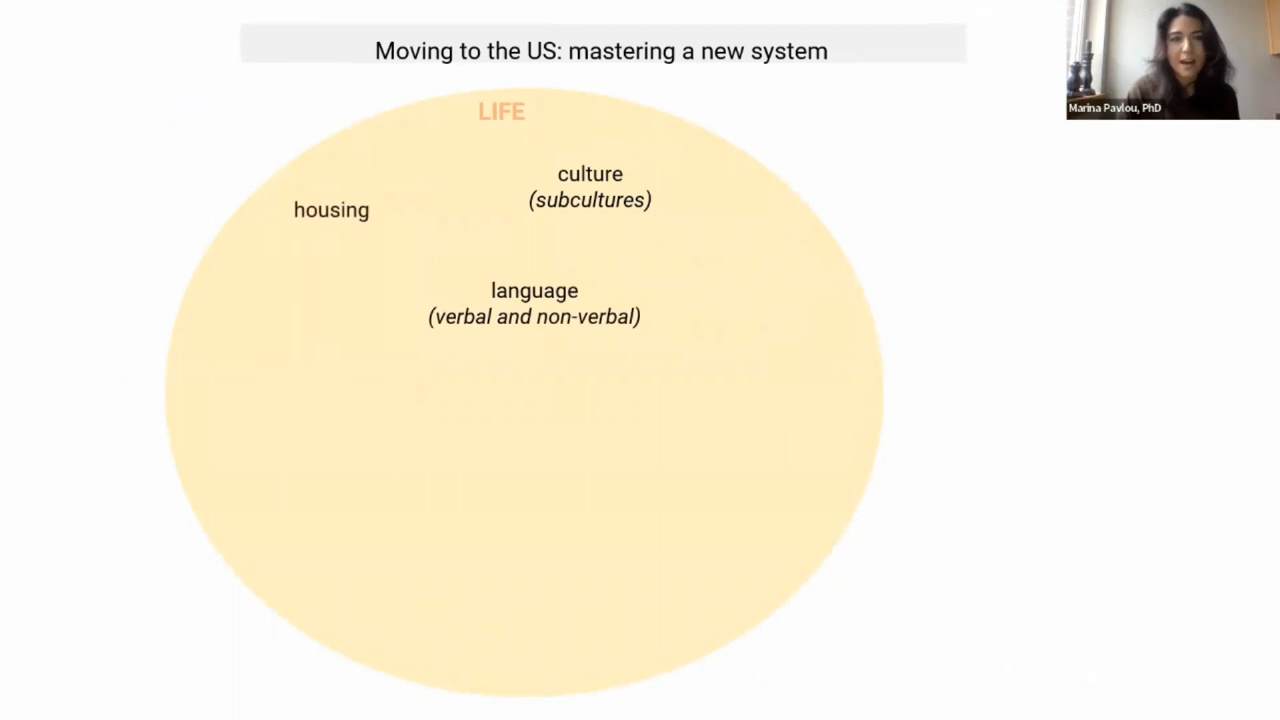 Moving to the US: mastering a new system
Marina Pavlou, PhD
LIFE
culture
(subcultures)
housing
language
(verbal and non-verbal)